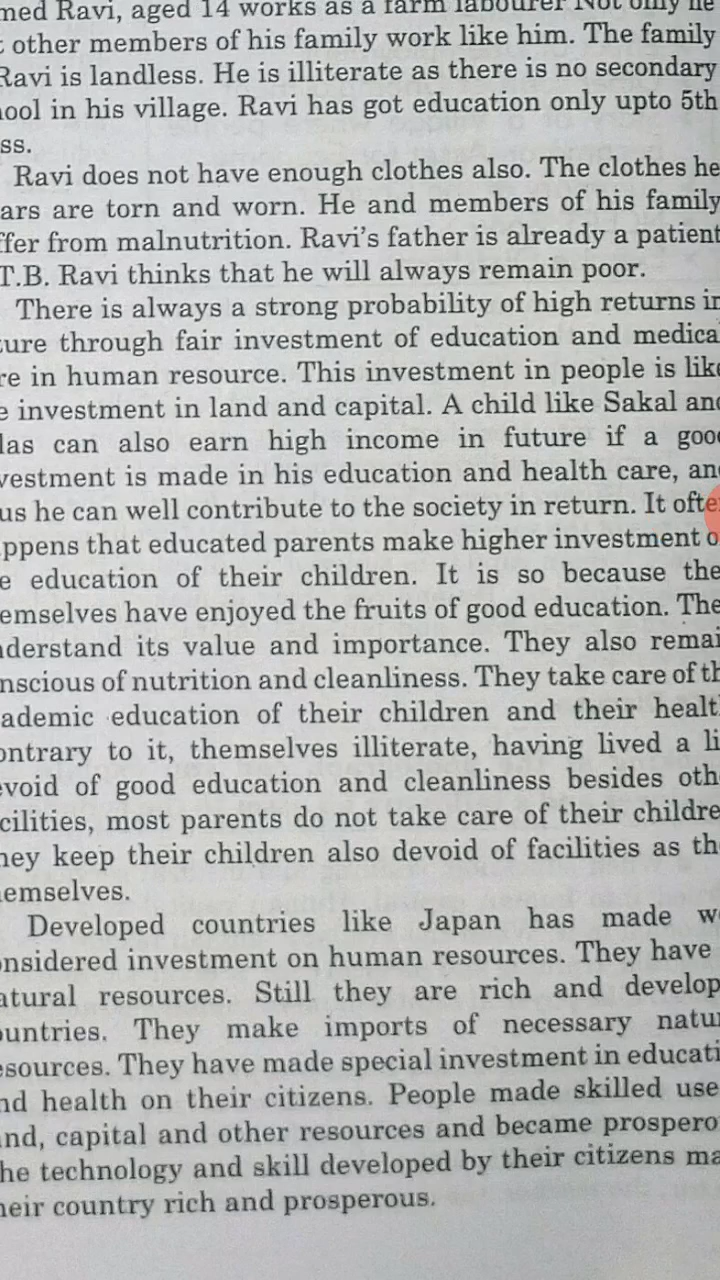 med Ravi, aged 14 works as a farm labourer Not only he
other members of his family work like him. The family
Ravi is landless. He is illiterate as there is no secondary
ool in his village. Ravi has got education only upto 5th
ss.
Ravi does not have enough clothes also. The clothes he
ars are torn and worn. He and members of his family
ffer from malnutrition. Ravi's father is already a patient
T.B. Ravi thinks that he will always remain poor.
There is always a strong probability of high returns in
ure through fair investment of education and medica
re in human resource. This investment in people is like
e investment in land and capital. A child like Sakal and
las can also earn high income in future if a good
vestment is made in his education and health care, and
us he can well contribute to the society in return. It ofte
ppens that educated parents make higher investment o
e education of their children. It is so because the
emselves have enjoyed the fruits of good education. The
nderstand its value and importance. They also remai
nscious of nutrition and cleanliness. They take care of th
ademic education of their children and their healt
ontrary to it, themselves illiterate, having lived a li
evoid of good education and cleanliness besides oth
cilities, most parents do not take care of their childre
hey keep their children also devoid of facilities as th
emselves.
Developed countries like Japan has made w
onsidered investment on human resources. They have
atural resources. Still they are rich and develop
ountries. They make imports of necessary natur
esources. They have made special investment in educati
nd health on their citizens. People made skilled use
and, capital and other resources and became prospero
he technology and skill developed by their citizens ma
heir country rich and prosperous.